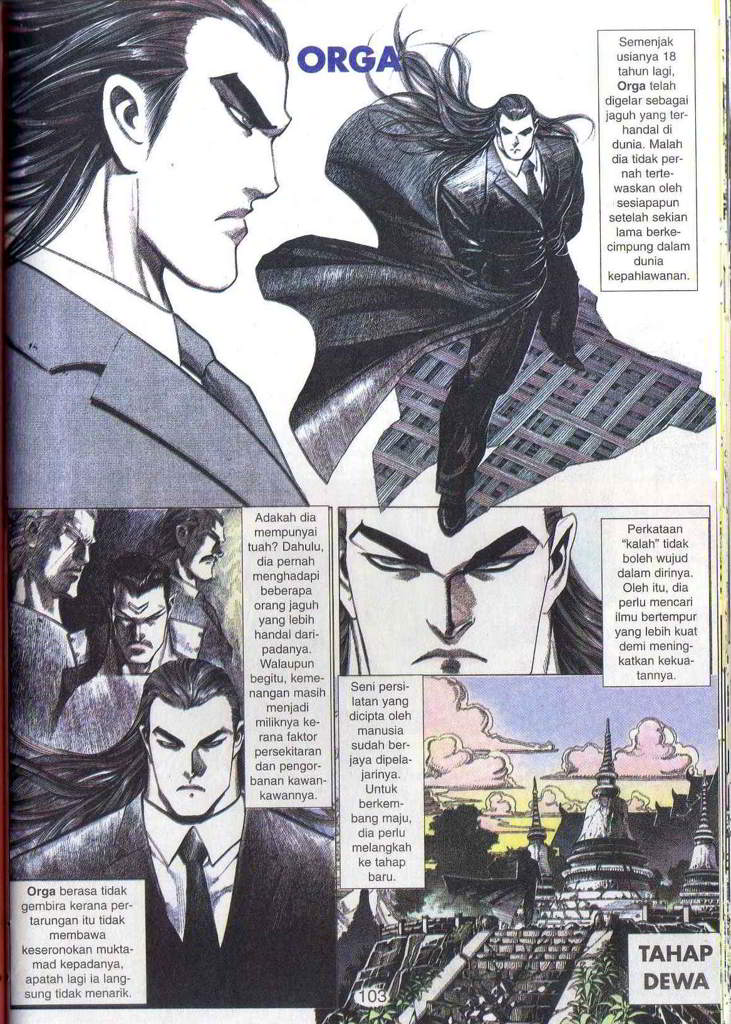 ORGA
Semenjak
usianya 18
tahun lagi,
Orga telah
digelar sebagai
jaguh yang ter-
handal di
dunia. Malah
dia tidak per-
nah terte-
waskan oleh
sesiapapun
setelah sekian
lama berke-
cimpung dalam
dunia
kepahlawanan.
Adakah dia
mempunyai
tuah? Dahulu,
dia pernah
menghadapi
beberapa
orang jaguh
yang lebih
handal dari-
padanya.
Walaupun
begitu, keme-
nangan masih
menjadi
miliknya ke-
rana faktor
persekitaran
dan pengor-
banan kawan-
kawannya.
Orga berasa tidak
gembira kerana per-
tarungan itu tidak
membawa
keseronokan mukta-
mad kepadanya,
apatah lagi ia lang-
sung tidak menarik.
Perkataan
"kalah" tidak
boleh wujud
dalam dirinya.
Oleh itu, dia
perlu mencari
ilmu bertempur
yang lebih kuat
demi mening-
katkan kekua-
tannya.
Seni persi-
latan yang
dicipta oleh
manusia
sudah ber-
jaya dipela-
jarinya.
Untuk
berkem-
bang maju,
dia perlu
melangkah
ke tahap
baru.
TAHAP
DEWA
103